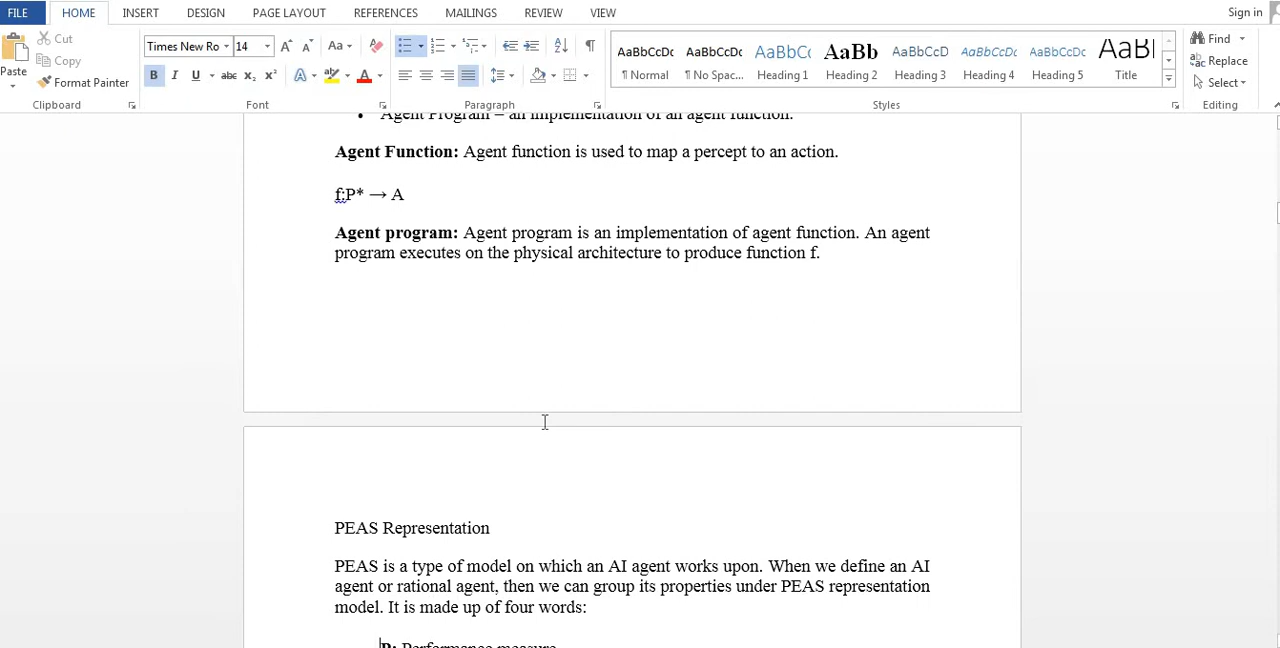 FILE HOME INSERT DESIGN PAGE LAYOUT REFERENCES MAILINGS REVIEW VIEW Sign in
Cut
Copy
Format Painter
Paste
Times New Ro 14 Aa
B I U abc X₂ X² A A
AaBbCcDc AaBbCcDc AaBbCc AaBb AaBbCcD AaBbCcDc AaBbCcDc AaBl
¶ Normal ¶ No Spac... Heading 1 Heading 2 Heading 3 Heading 4 Heading 5 Title
Find
Replace
Select
Clipboard Font Paragraph Styles Editing
• Agent Program – an implementation of an agent function.
Agent Function: Agent function is used to map a percept to an action.
f:P* → A
Agent program: Agent program is an implementation of agent function. An agent
program executes on the physical architecture to produce function f.
PEAS Representation
PEAS is a type of model on which an AI agent works upon. When we define an AI
agent or rational agent, then we can group its properties under PEAS representation
model. It is made up of four words:
P: Performance measure